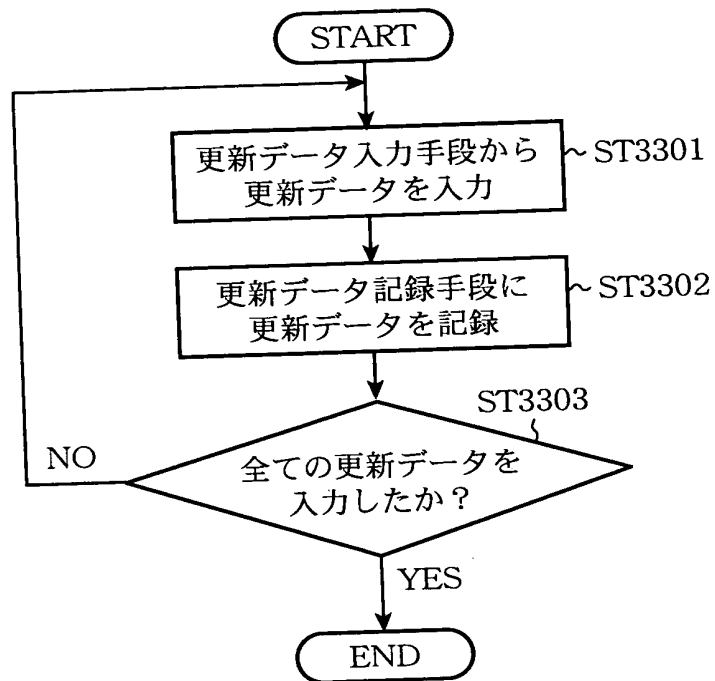 START
更新データ入力手段から
更新データを入力
~ST3301
更新データ記録手段に
更新データを記録
~ST3302
ST3303
全ての更新データを
入力したか？
NO
YES
END